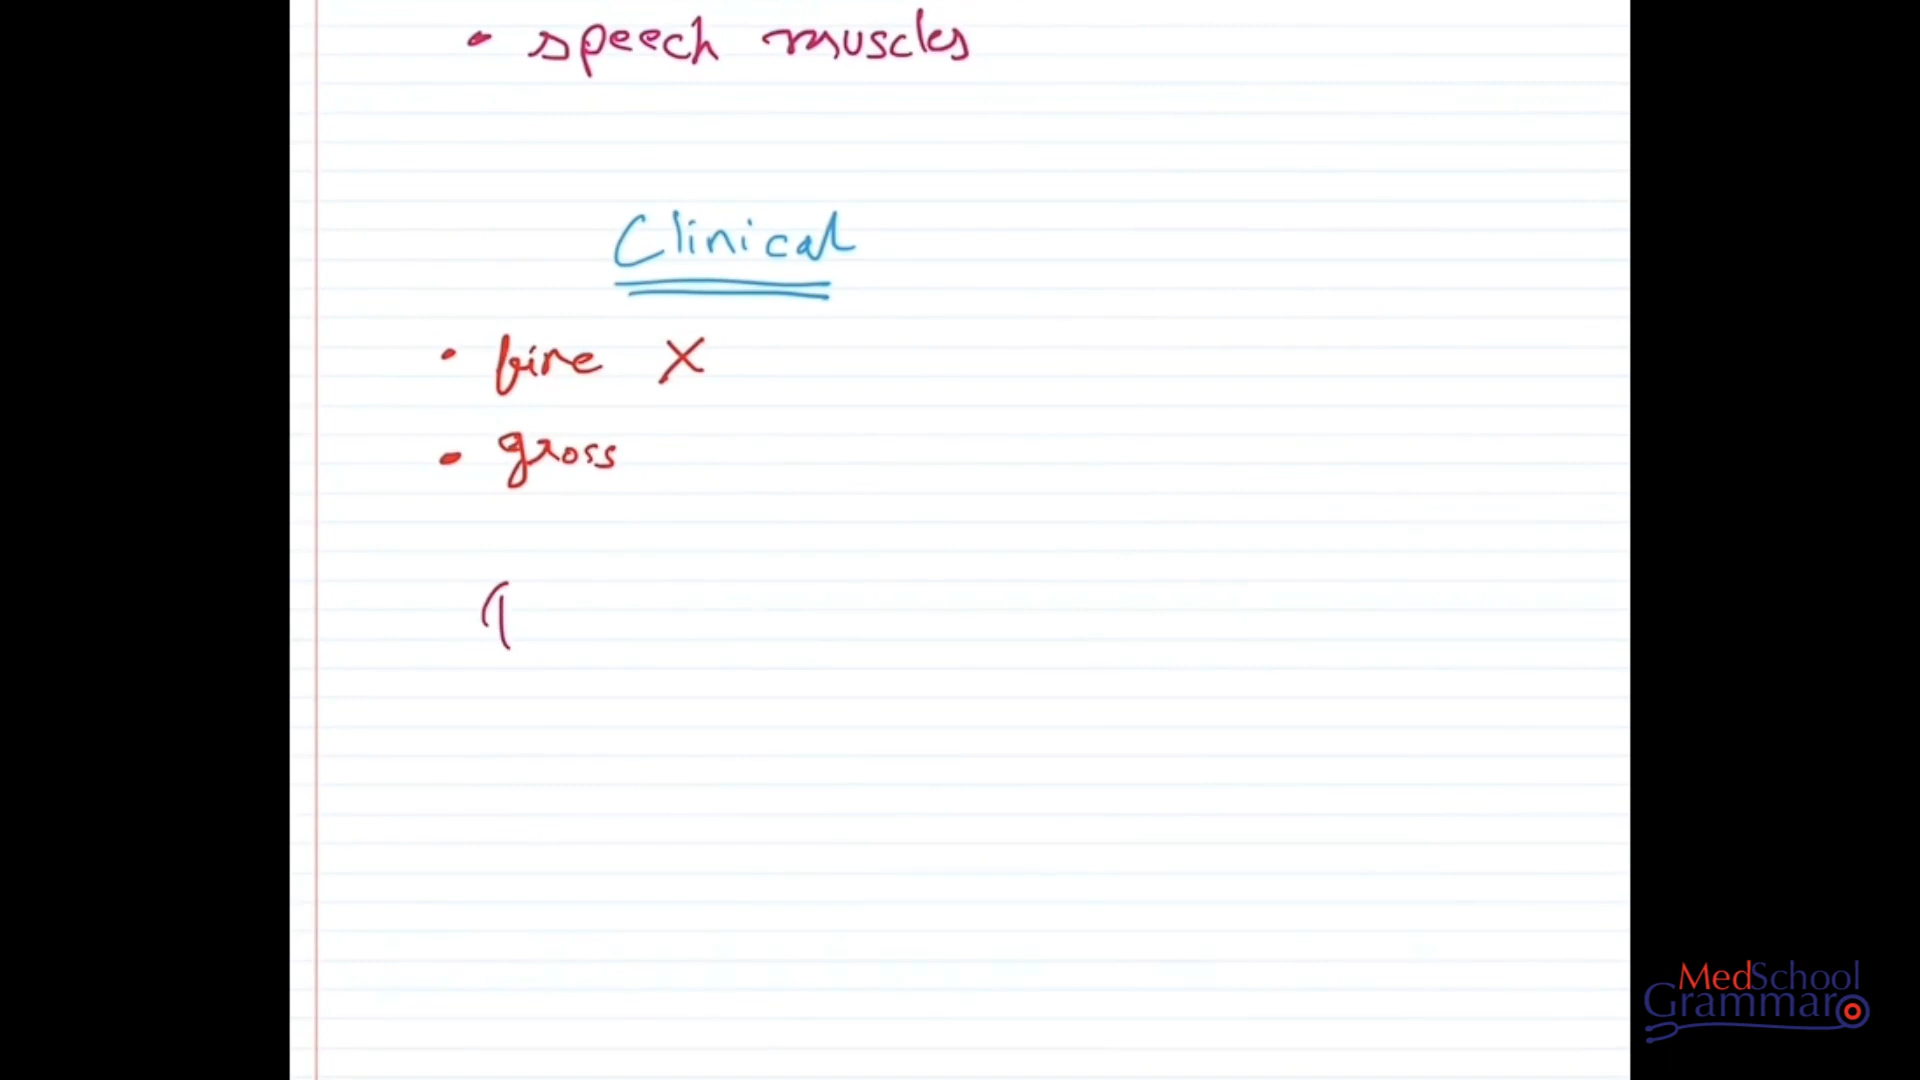 • speech muscles
Clinical
• fine X
• gross
(
MedSchool
Grammar